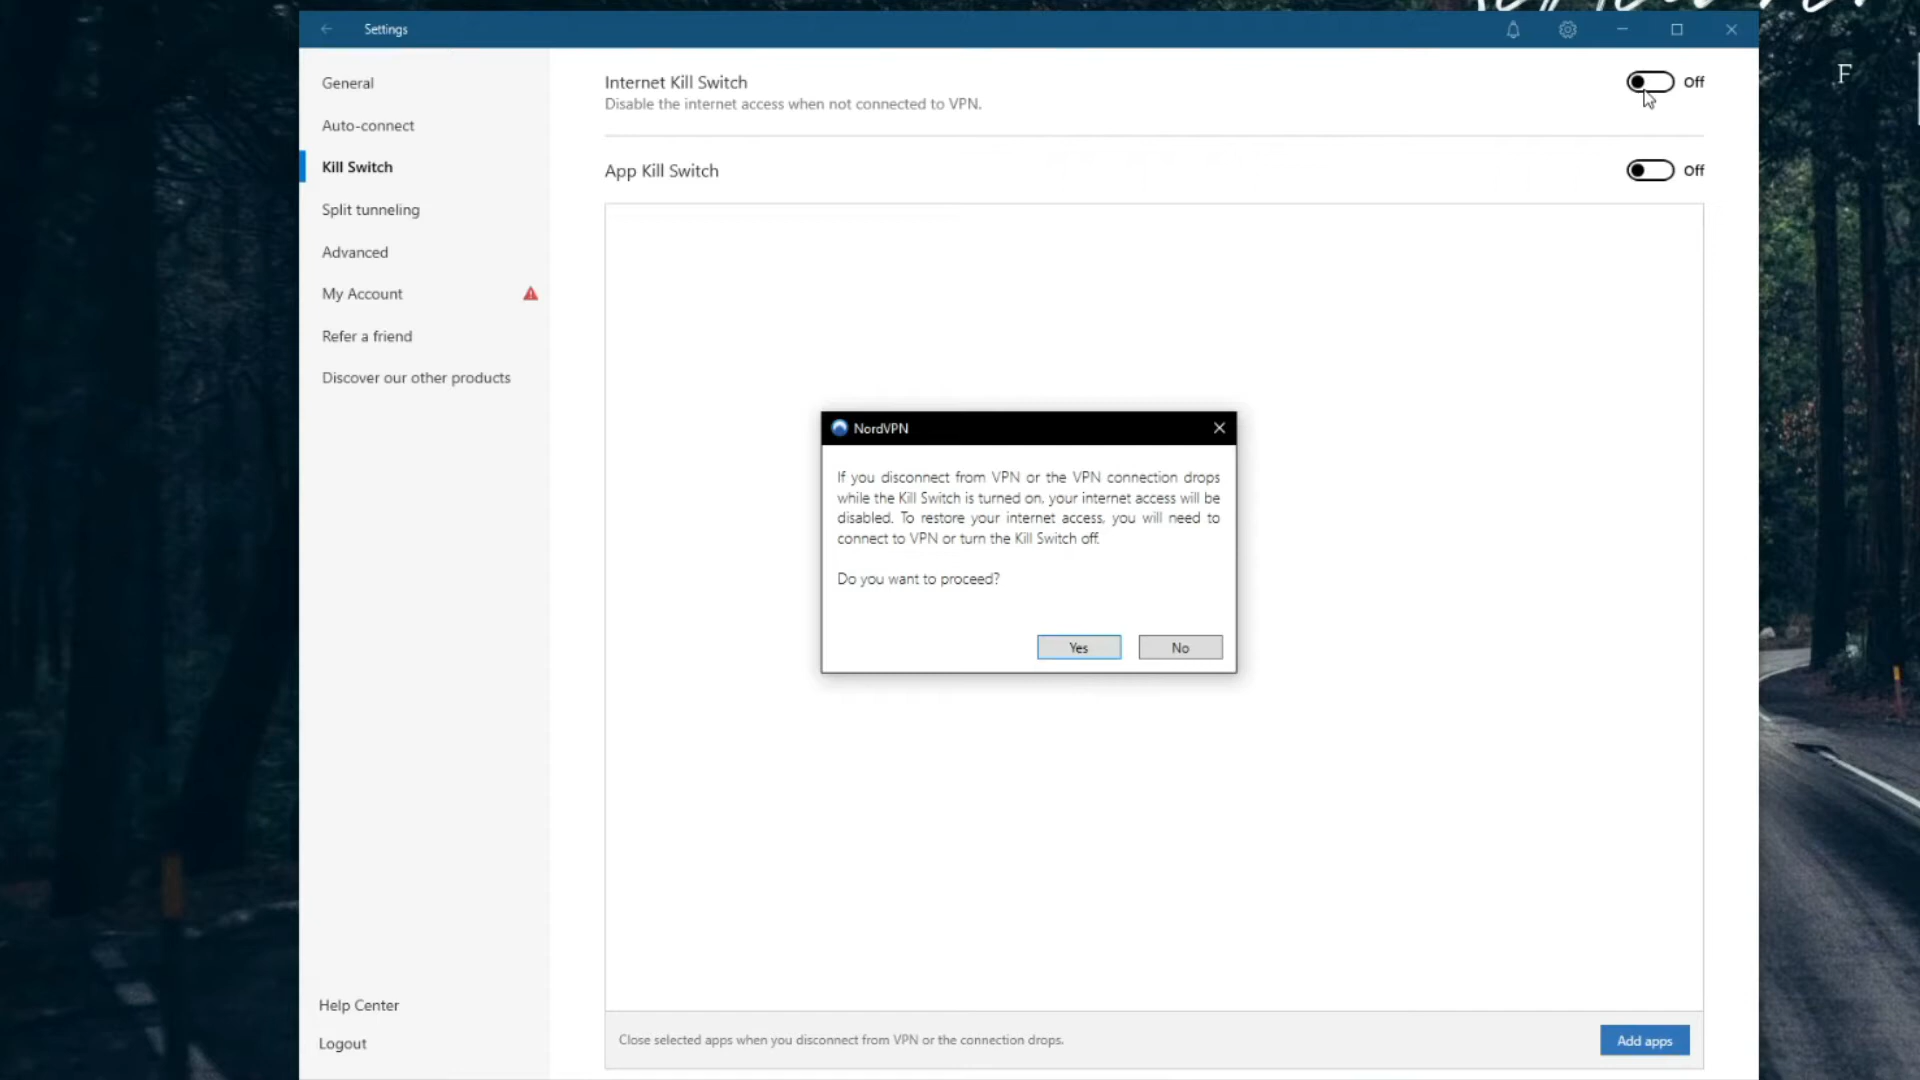 Settings
General
Auto-connect
Kill Switch
Split tunneling
Advanced
My Account
Refer a friend
Discover our other products
Help Center
Logout
Internet Kill Switch
Off
Disable the internet access when not connected to VPN.
App Kill Switch
Off
NordVPN
If you disconnect from VPN or the VPN connection drops
while the Kill Switch is turned on, your internet access will be
disabled. To restore your internet access, you will need to
connect to VPN or turn the Kill Switch off.
Do you want to proceed?
Yes
No
Close selected apps when you disconnect from VPN or the connection drops.
Add apps
F